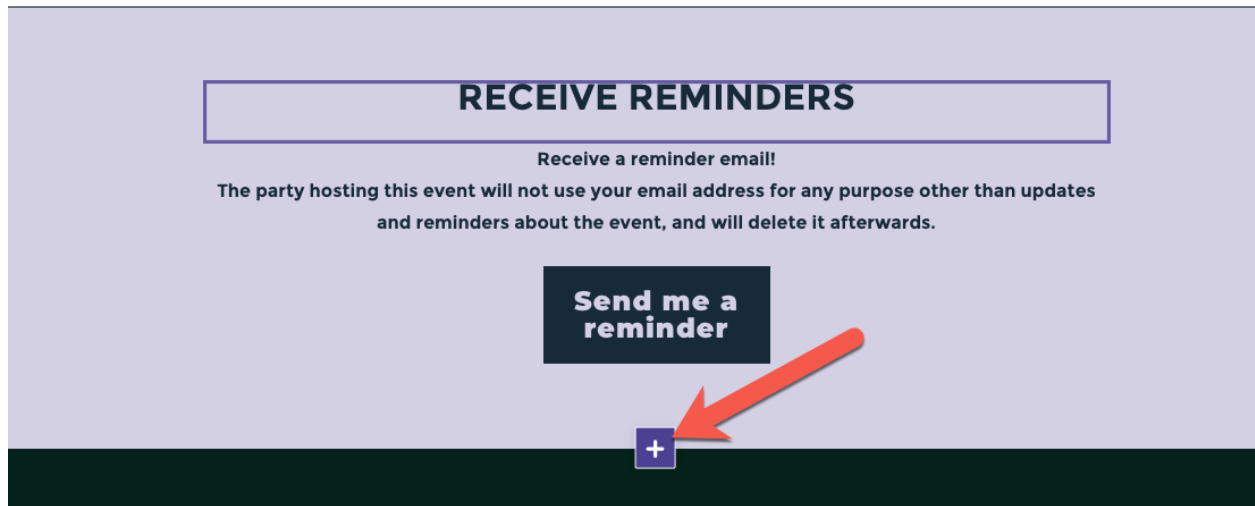 RECEIVE REMINDERS
Receive a reminder email!
The party hosting this event will not use your email address for any purpose other than updates
and reminders about the event, and will delete it afterwards.
Send me a
reminder
+